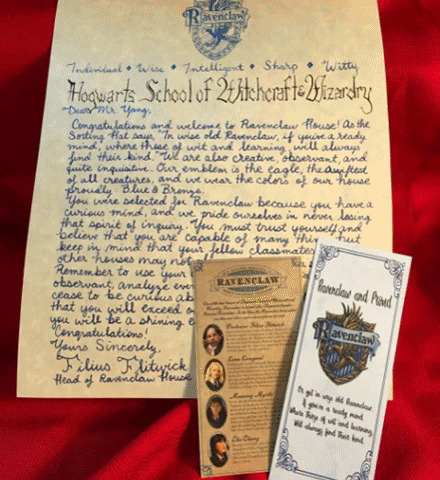 Ravenclaw
Individual • Wise • Intelligent • Sharp • Witty
Hogwarts School of Witchcraft & Wizardry
Dear Mr. Yang,
Congratulations and welcome to Ravenclaw House! As the
Sorting Hat says, "In wise old Ravenclaw, if you've a ready
mind, where those of wit and learning, will always
find their kind." We are also creative, observant, and
quite inquisitive. Our emblem is the eagle, the
of all creatures, and we wear the colors of our house
proudly, Blue & Bronze.
You were selected for Ravenclaw because you have a
curious mind, and we pride ourselves in never losing
that spirit of inquiry. You must trust yourself and
believe that you are capable of many thin but
keep in mind that your fellow classmates
other houses may not
Remember to use your
observant, analyze ever
cease to be curious ab
that you will exceed o
you will be a shining e
Congratulations!
Yours Sincerely,
Filius Flitwick
Head of Ravenclaw House
RAVENCLAW
Professor Filius Flitwick
Luna Lovegood
Moaning Myrtle
Cho Chang
Ravenclaw and Proud
Ravenclaw
Or yet in wise old Ravenclaw,
if you've a ready mind,
Where those of wit and learning,
Will always find their kind.